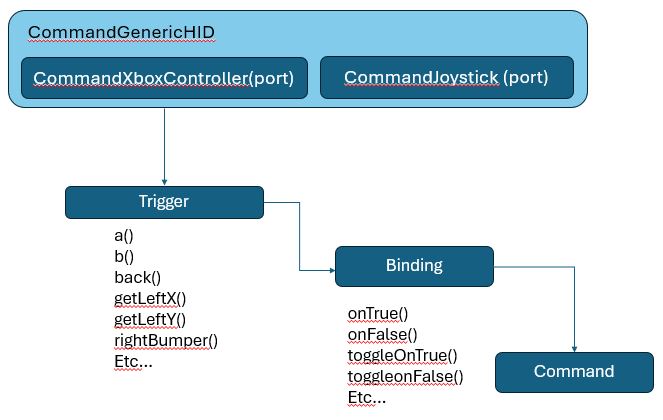 CommandGenericHID
CommandXboxController(port)
CommandJoystick (port)
Trigger
a()
b()
back()
getLeftX()
getLeftY()
rightBumper()
Etc...
Binding
onTrue()
onFalse()
toggleOnTrue()
toggleonFalse()
Etc...
Command